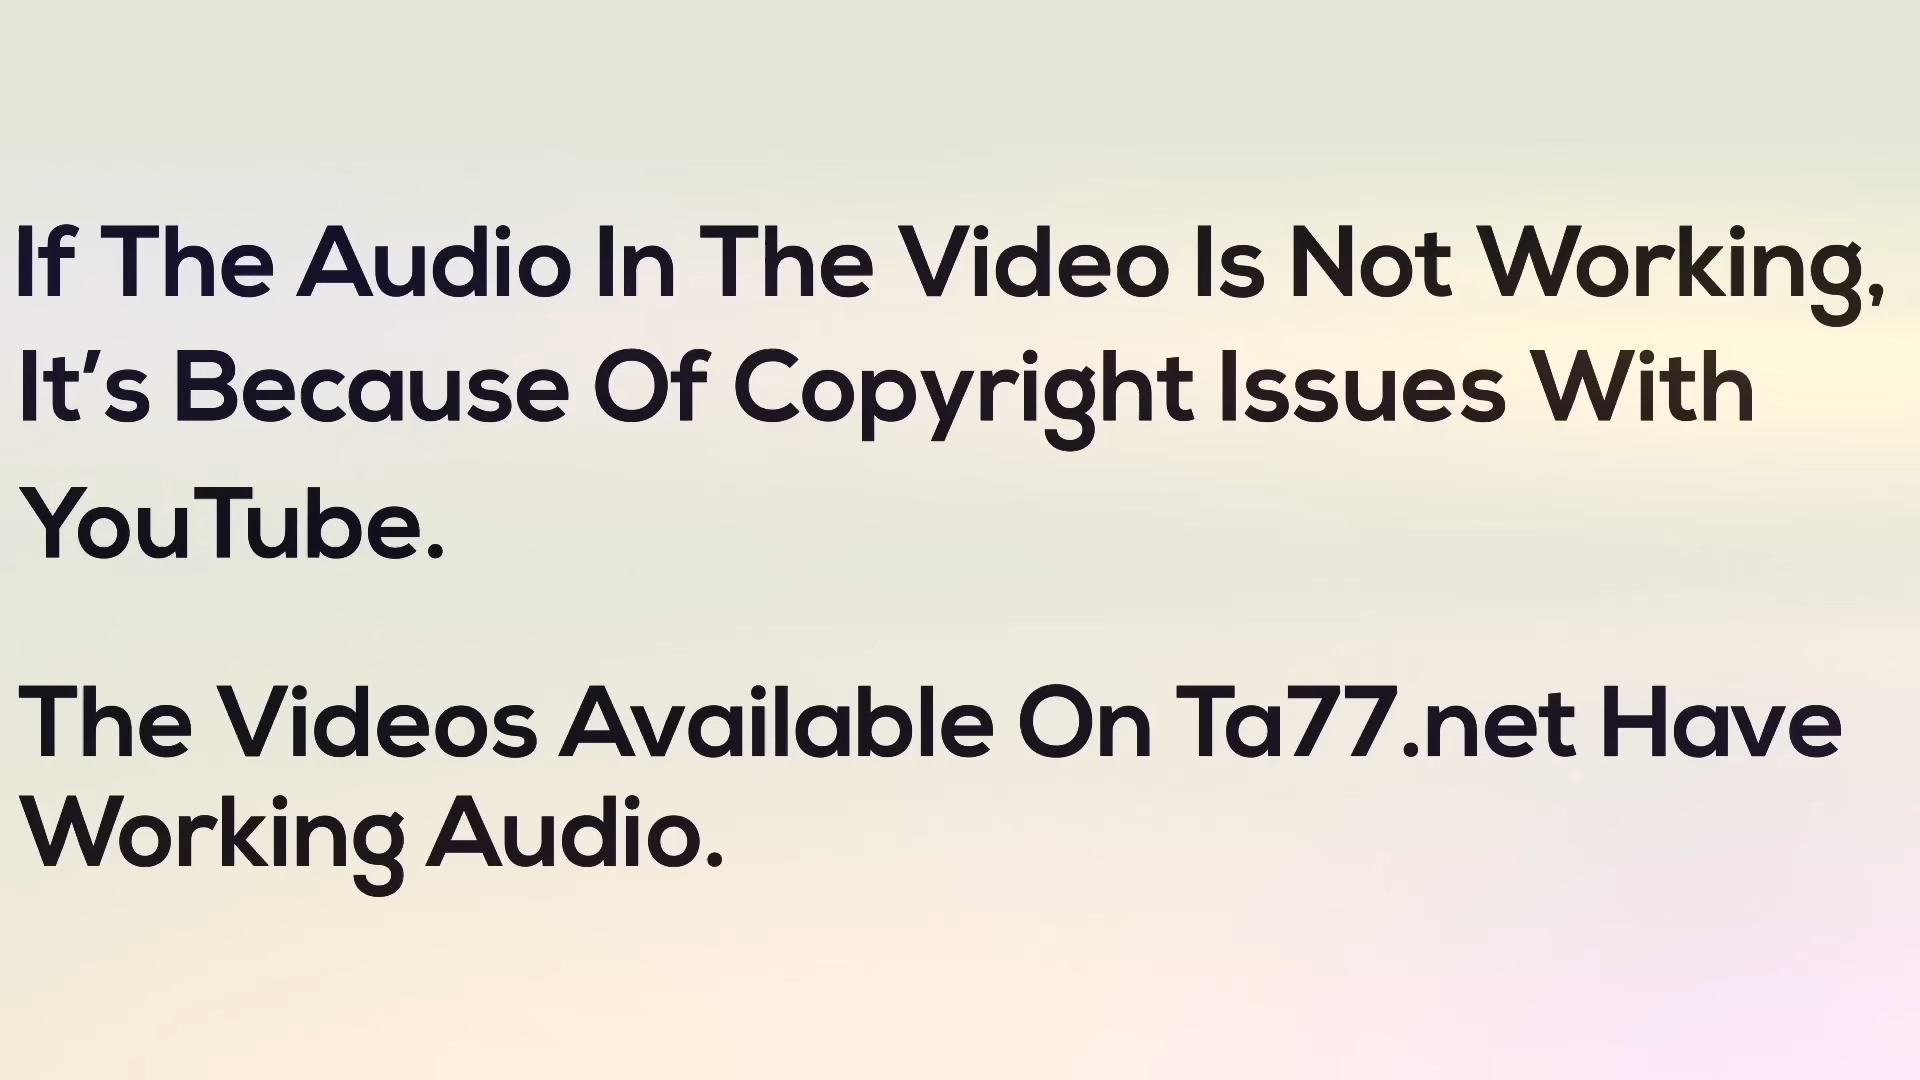 If The Audio In The Video Is Not Working,
It’s Because Of Copyright Issues With
YouTube.
The Videos Available On Ta77.net Have
Working Audio.